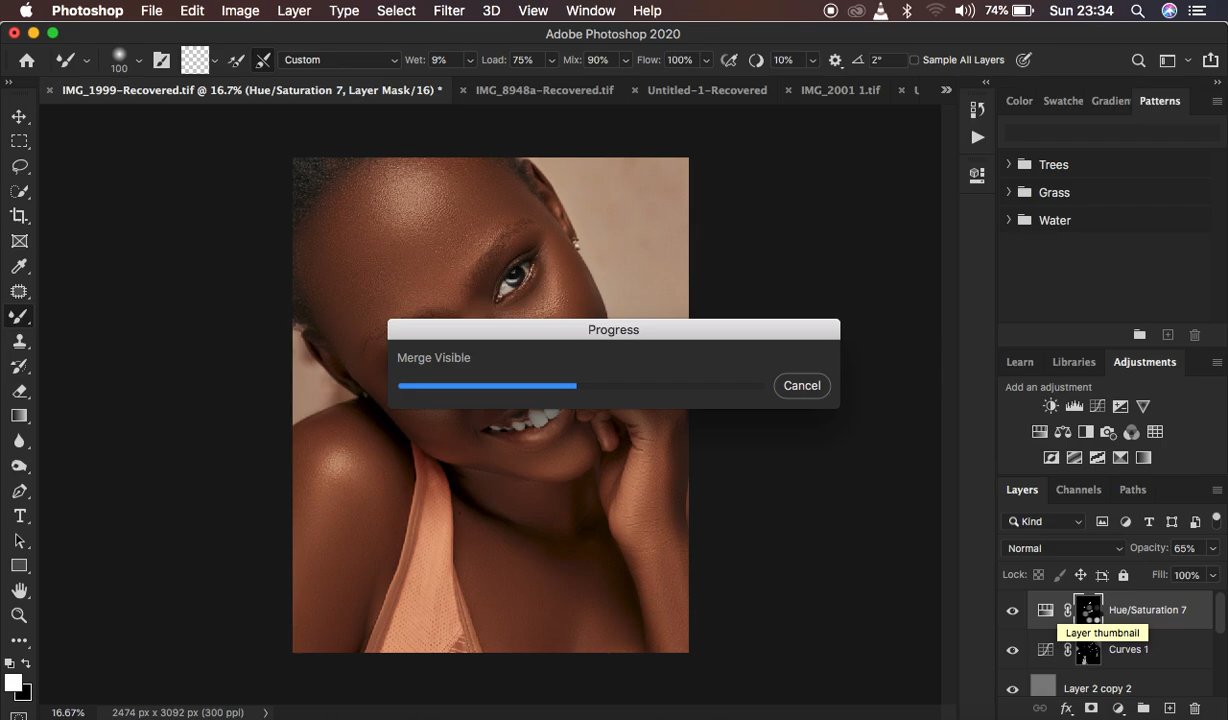 Photoshop File Edit Image Layer Type Select Filter 3D View Window Help 74% Sun 23:34
Adobe Photoshop 2020
100 Custom Wet: 9% Load: 75% Mix: 90% Flow: 100% 10% 2° Sample All Layers
IMG_1999-Recovered.tif @ 16.7% (Hue/Saturation 7, Layer Mask/16) * IMG_8948a-Recovered.tif Untitled-1-Recovered IMG_2001 1.tif
Color Swatche Gradien Patterns
Trees
Grass
Water
Progress
Merge Visible
Cancel
Learn Libraries Adjustments
Add an adjustment
Layers Channels Paths
Kind
Normal Opacity: 65%
Lock: Fill: 100%
Hue/Saturation 7
Layer thumbnail
Curves 1
Layer 2 copy 2
16.67% 2474 px x 3092 px (300 ppi)